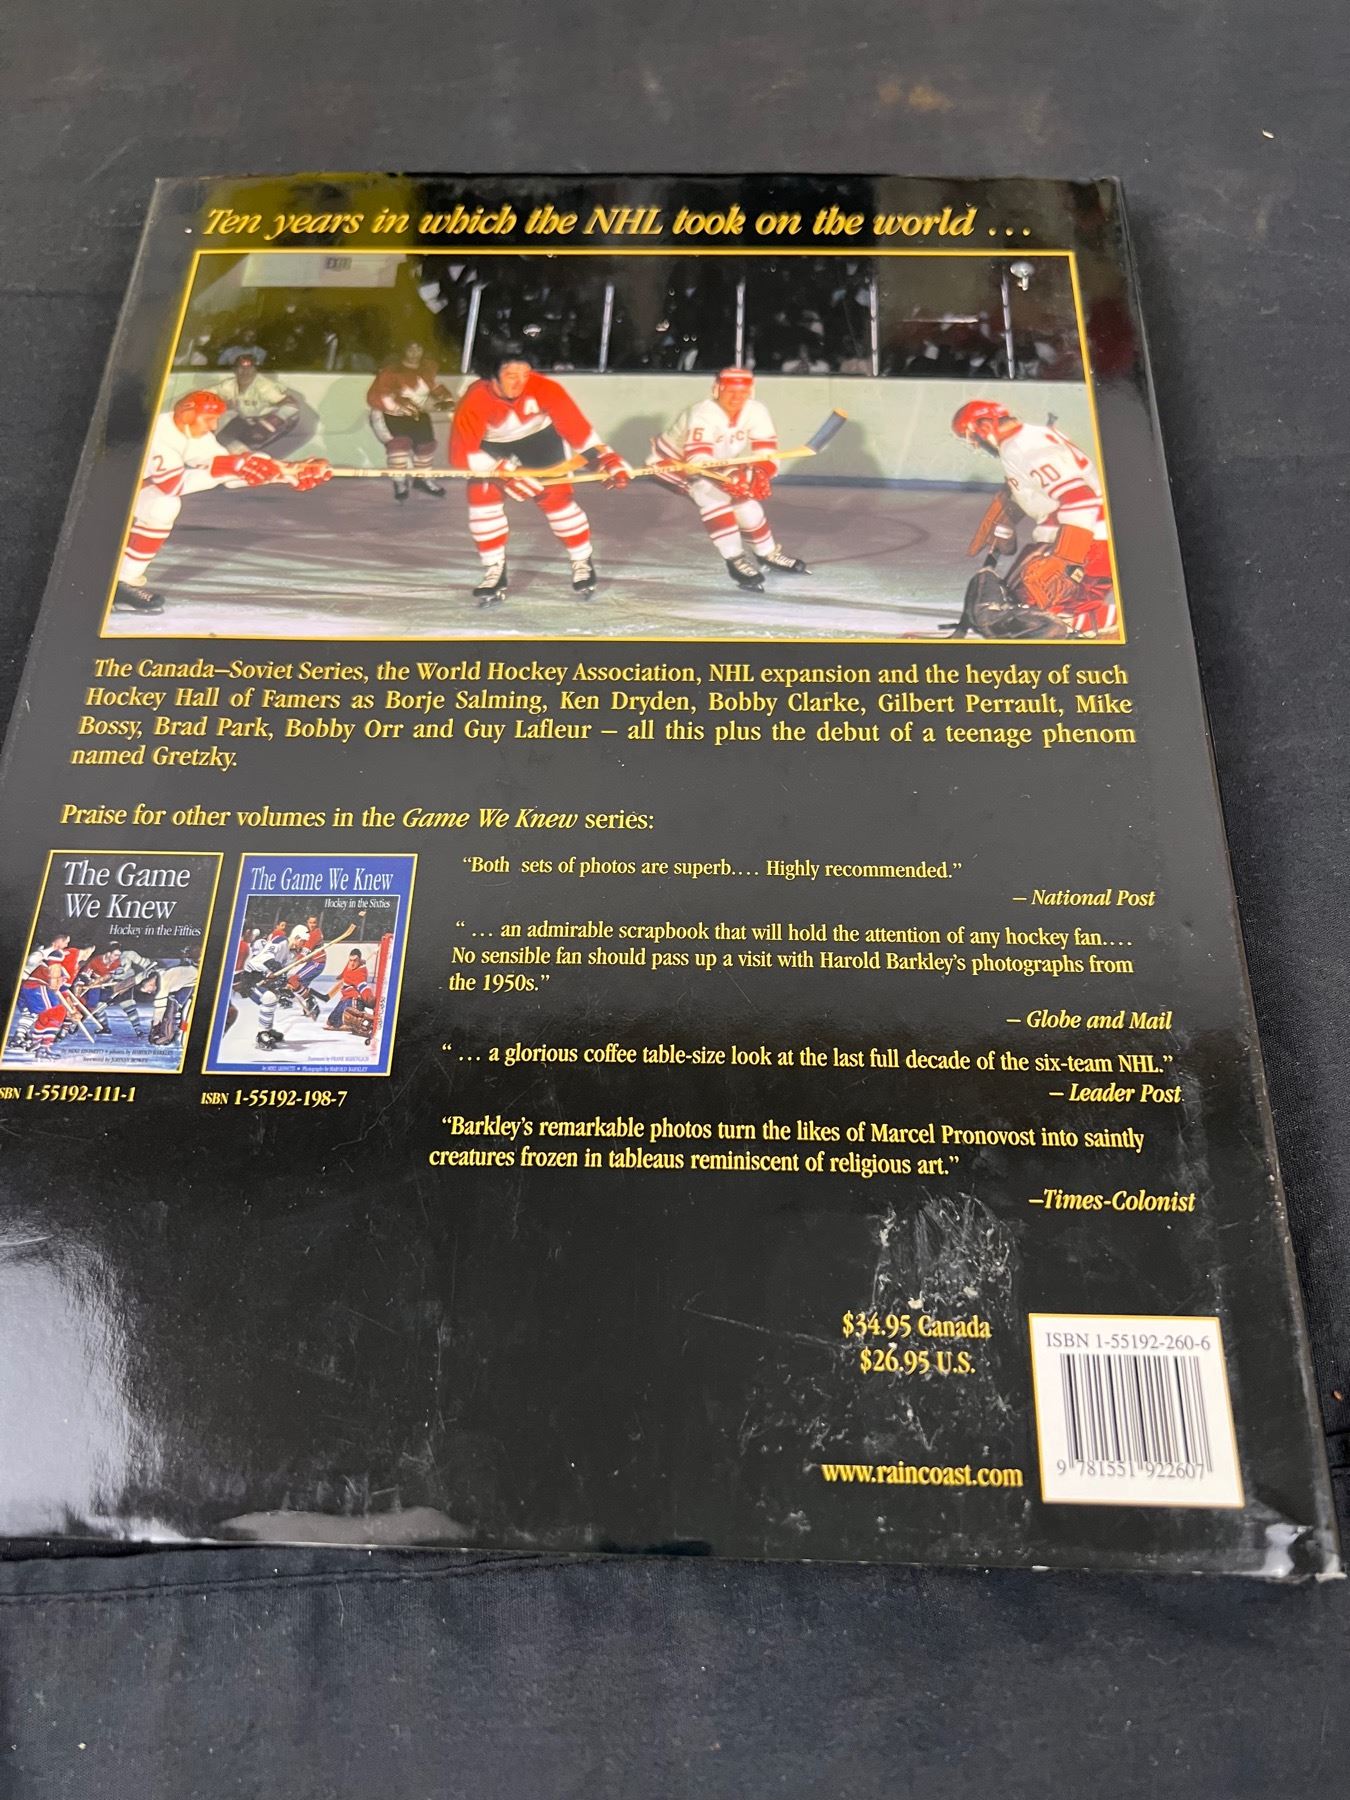 Ten years in which the NHL took on the world ...
2
A
16
20
The Canada–Soviet Series, the World Hockey Association, NHL expansion and the heyday of such
Hockey Hall of Famers as Borje Salming, Ken Dryden, Bobby Clarke, Gilbert Perrault, Mike
Bossy, Brad Park, Bobby Orr and Guy Lafleur – all this plus the debut of a teenage phenom
named Gretzky.
Praise for other volumes in the Game We Knew series:
The Game
We Knew
Hockey in the Fifties
ISBN 1-55192-111-1
The Game We Knew
Hockey in the Sixties
ISBN 1-55192-198-7
“Both sets of photos are superb.... Highly recommended.”
– National Post
“ ... an admirable scrapbook that will hold the attention of any hockey fan....
No sensible fan should pass up a visit with Harold Barkley’s photographs from
the 1950s.”
– Globe and Mail
“ ... a glorious coffee table-size look at the last full decade of the six-team NHL.”
– Leader Post
“Barkley’s remarkable photos turn the likes of Marcel Pronovost into saintly
creatures frozen in tableaus reminiscent of religious art.”
–Times-Colonist
$34.95 Canada
$26.95 U.S.
www.raincoast.com
ISBN 1-55192-260-6
9 781551 922607